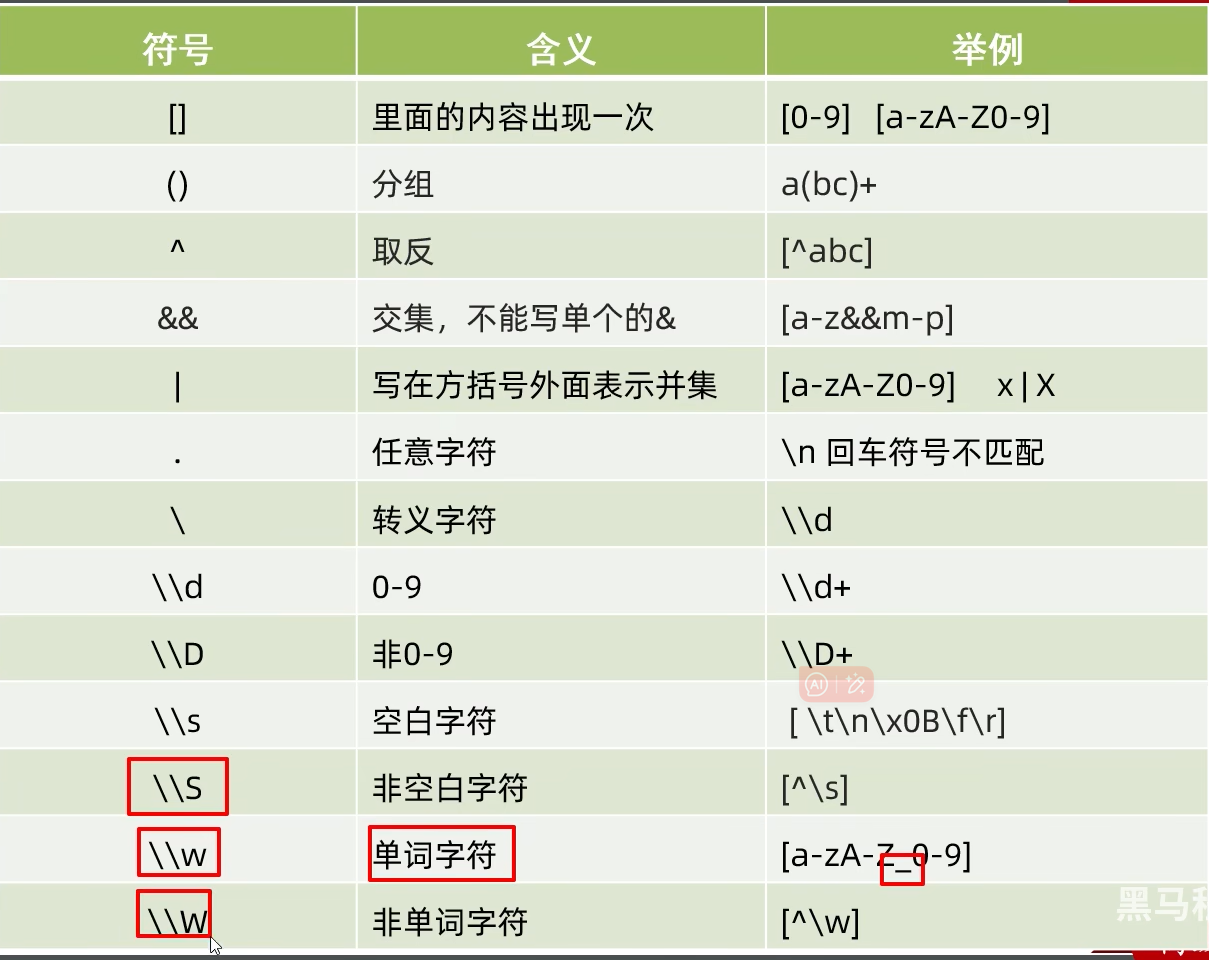 符号 含义 举例
[] 里面的内容出现一次 [0-9] [a-zA-Z0-9]
() 分组 a(bc)+
^ 取反 [^abc]
&& 交集，不能写单个的& [a-z&&m-p]
| 写在方括号外面表示并集 [a-zA-Z0-9] x|X
. 任意字符 \n 回车符号不匹配
\ 转义字符 \\d
\\d 0-9 \\d+
\\D 非0-9 \\D+
AI
\\s 空白字符 [ \t\n\x0B\f\r]
\\S 非空白字符 [^\s]
\\w 单词字符 [a-zA-Z_0-9]
\\W 非单词字符 [^\w]
黑马